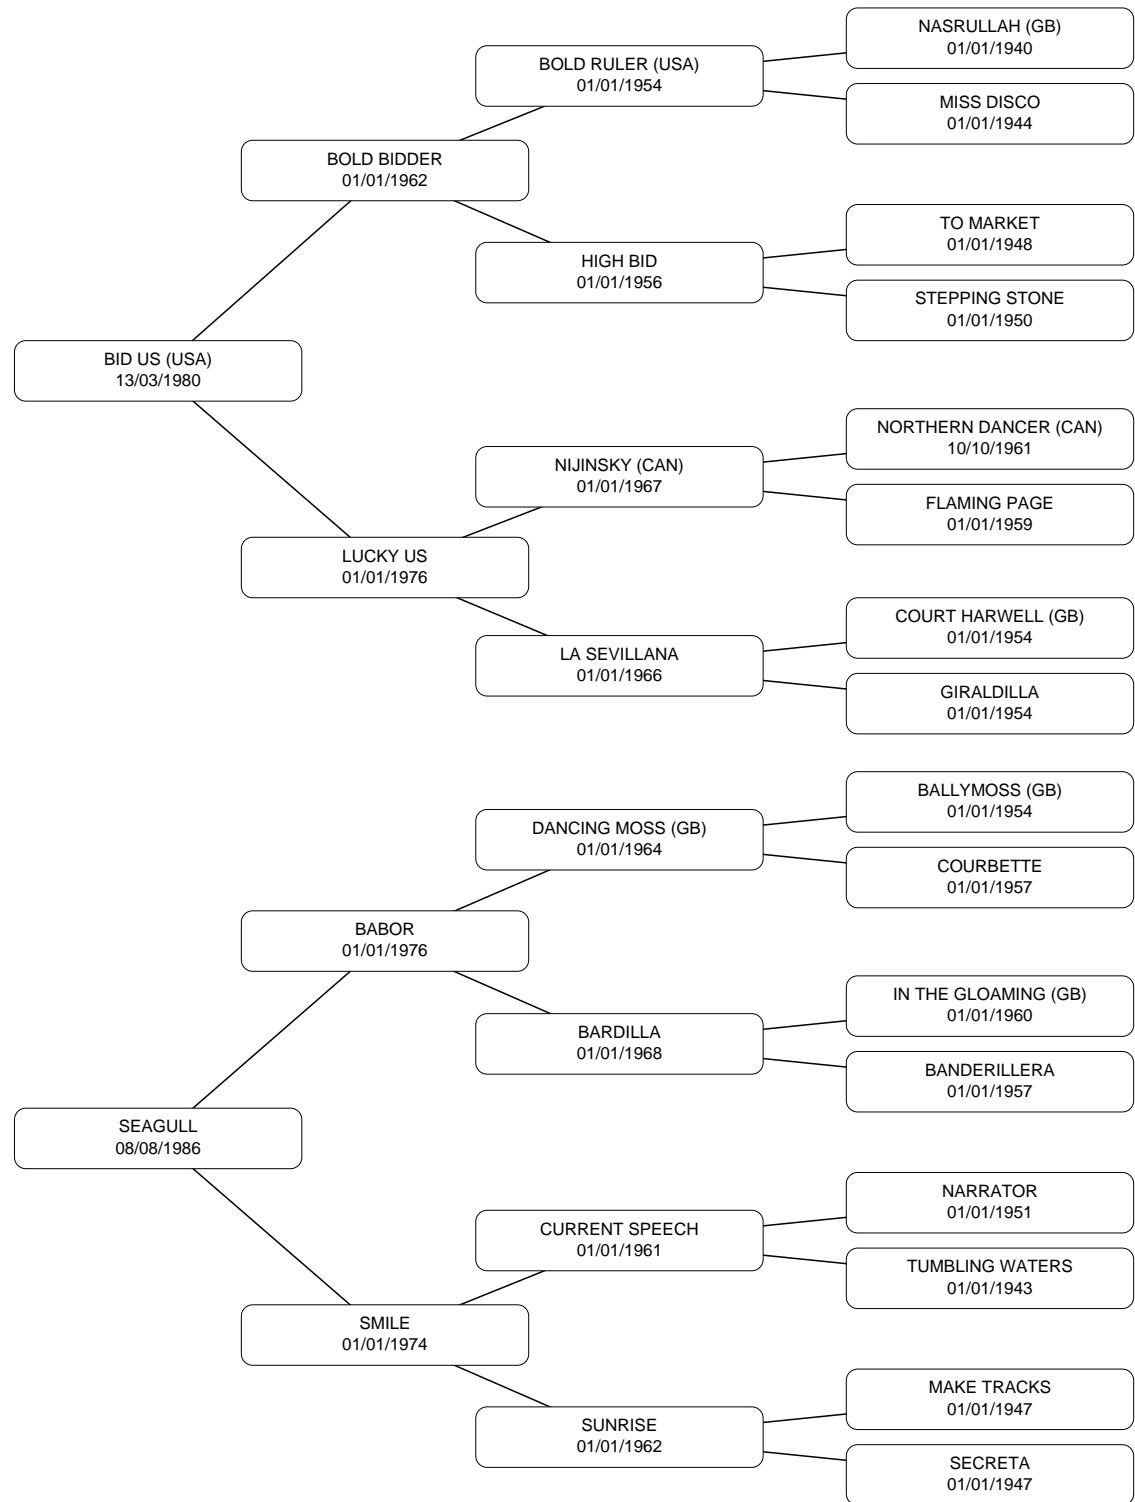 NASRULLAH (GB)
01/01/1940
BOLD RULER (USA)
01/01/1954
MISS DISCO
01/01/1944
BOLD BIDDER
01/01/1962
TO MARKET
01/01/1948
HIGH BID
01/01/1956
STEPPING STONE
01/01/1950
BID US (USA)
13/03/1980
NORTHERN DANCER (CAN)
10/10/1961
NIJINSKY (CAN)
01/01/1967
FLAMING PAGE
01/01/1959
LUCKY US
01/01/1976
COURT HARWELL (GB)
01/01/1954
LA SEVILLANA
01/01/1966
GIRALDILLA
01/01/1954
BALLYMOSS (GB)
01/01/1954
DANCING MOSS (GB)
01/01/1964
COURBETTE
01/01/1957
BABOR
01/01/1976
IN THE GLOAMING (GB)
01/01/1960
BARDILLA
01/01/1968
BANDERILLERA
01/01/1957
SEAGULL
08/08/1986
NARRATOR
01/01/1951
CURRENT SPEECH
01/01/1961
TUMBLING WATERS
01/01/1943
SMILE
01/01/1974
MAKE TRACKS
01/01/1947
SUNRISE
01/01/1962
SECRETA
01/01/1947